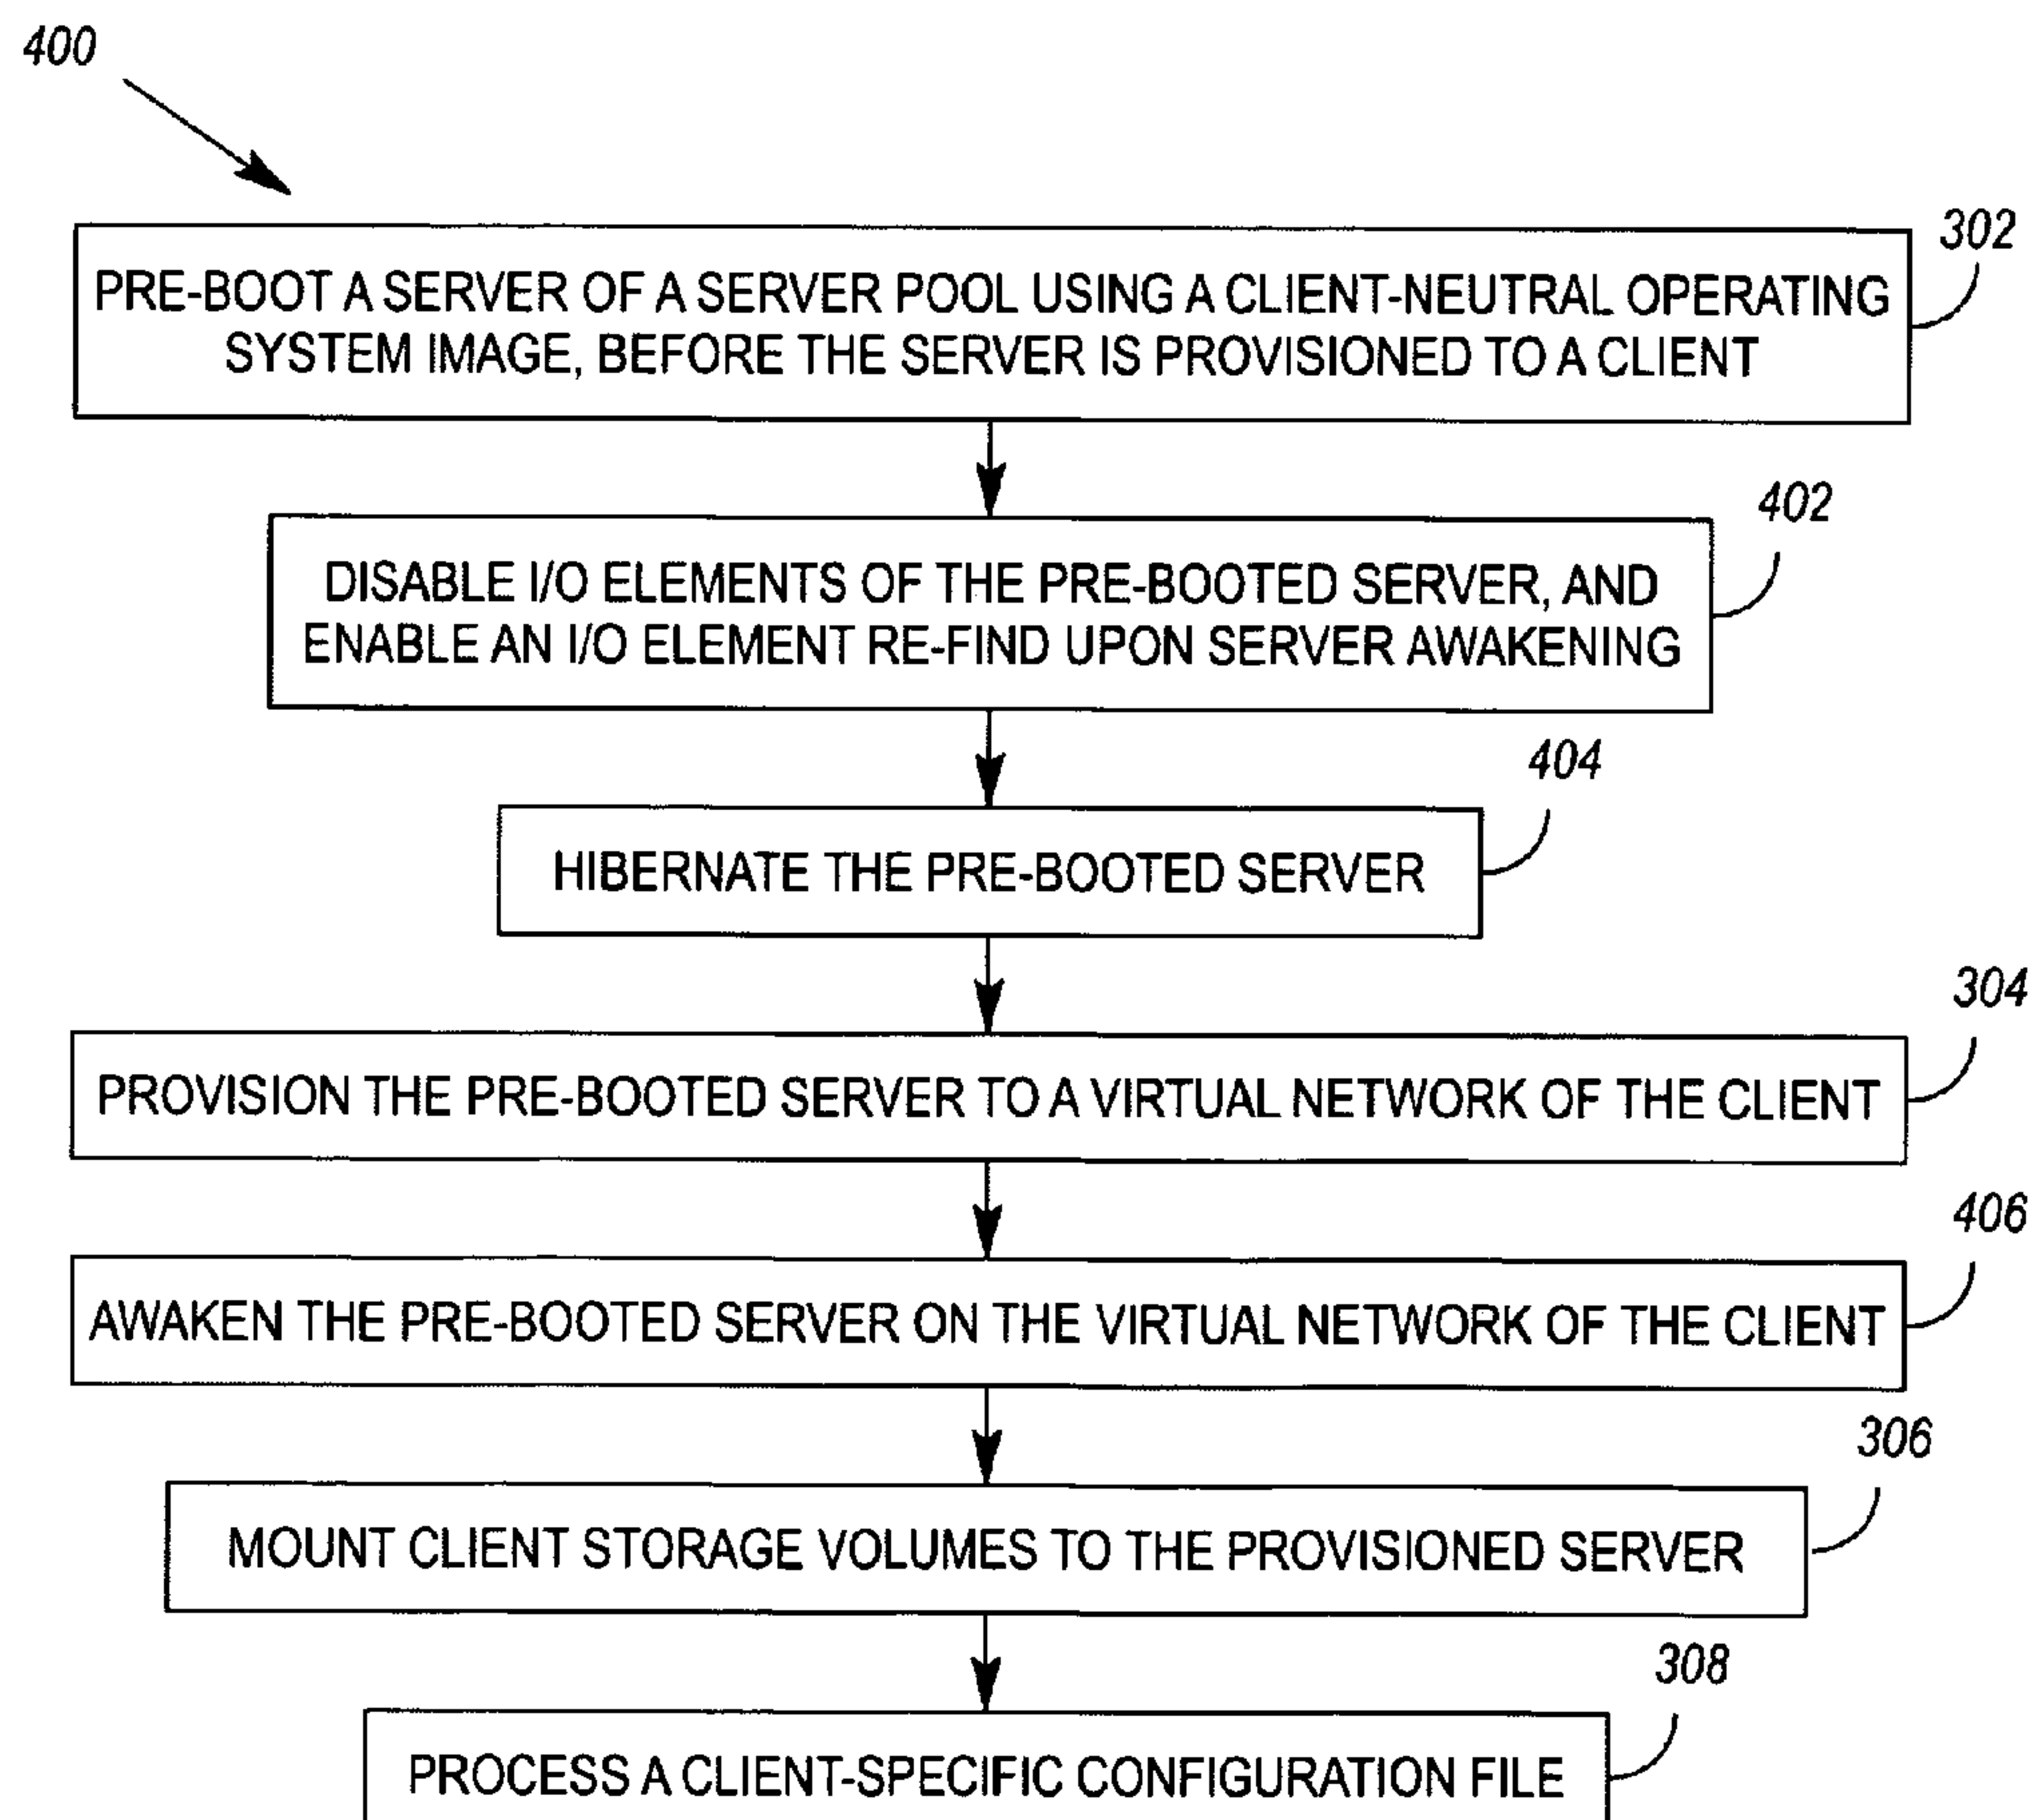 400
302
PRE-BOOT A SERVER OF A SERVER POOL USING A CLIENT-NEUTRAL OPERATING
SYSTEM IMAGE, BEFORE THE SERVER IS PROVISIONED TO A CLIENT
402
DISABLE I/O ELEMENTS OF THE PRE-BOOTED SERVER, AND
ENABLE AN I/O ELEMENT RE-FIND UPON SERVER AWAKENING
404
HIBERNATE THE PRE-BOOTED SERVER
304
PROVISION THE PRE-BOOTED SERVER TO A VIRTUAL NETWORK OF THE CLIENT
406
AWAKEN THE PRE-BOOTED SERVER ON THE VIRTUAL NETWORK OF THE CLIENT
306
MOUNT CLIENT STORAGE VOLUMES TO THE PROVISIONED SERVER
308
PROCESS A CLIENT-SPECIFIC CONFIGURATION FILE